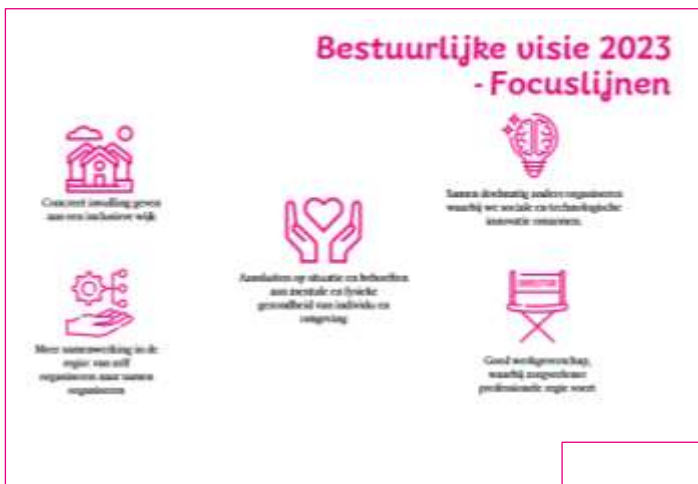 Bestuurlijke visie 2023
- Focuslijnen
Concreet invulling geven
aan een inclusieve wijk
Meer samenwerking in de
regio: van zelf
organiseren naar samen
organiseren
Aansluiten op situatie en behoeften
aan mentale en fysieke
gezondheid van individu en
omgeving
Samen doelmatig anders organiseren
waarbij we sociale en technologische
innovatie omarmen.
Goed werkgeverschap,
waarbij zorgverlener
professionele regie voert